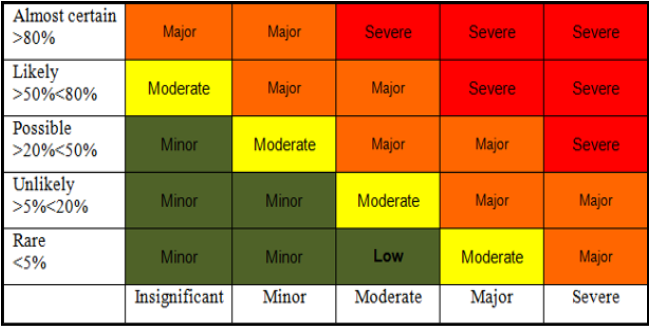 Almost certain
>80%
Major
Major
Severe
Severe
Severe
Likely
>50%<80%
Moderate
Major
Major
Severe
Severe
Possible
>20%<50%
Minor
Moderate
Major
Major
Severe
Unlikely
>5%<20%
Minor
Minor
Moderate
Major
Major
Rare
<5%
Minor
Minor
Low
Moderate
Major
Insignificant
Minor
Moderate
Major
Severe